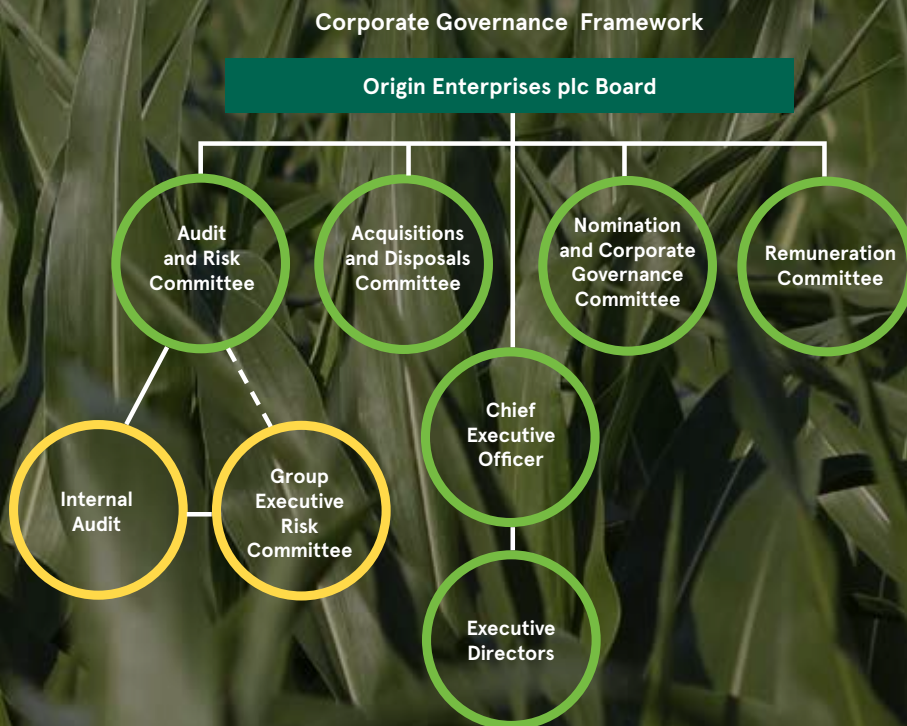 Corporate Governance Framework
Origin Enterprises plc Board
Audit
and Risk
Committee
Acquisitions
and Disposals
Committee
Nomination
and Corporate
Governance
Committee
Remuneration
Committee
Chief
Executive
Officer
Internal
Audit
Group
Executive
Risk
Committee
Executive
Directors